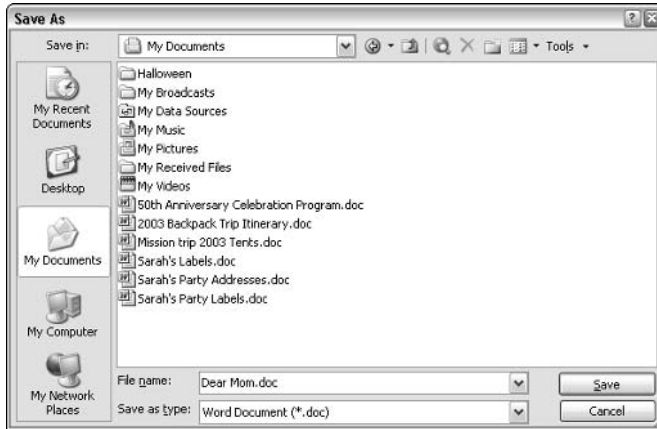 Save As
Save in:
My Documents
Tools
My Recent
Documents
Desktop
My Documents
My Computer
My Network
Places
Halloween
My Broadcasts
My Data Sources
My Music
My Pictures
My Received Files
My Videos
50th Anniversary Celebration Program.doc
2003 Backpack Trip Itinerary.doc
Mission trip 2003 Tents.doc
Sarah's Labels.doc
Sarah's Party Addresses.doc
Sarah's Party Labels.doc
File name:
Dear Mom.doc
Save
Save as type:
Word Document (*.doc)
Cancel